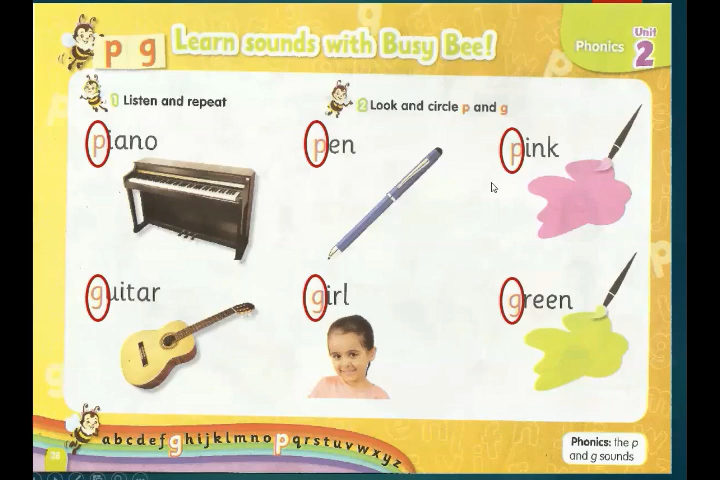 p g
Learn sounds with Busy Bee!
Phonics
Unit
2
1 Listen and repeat
2 Look and circle p and g
piano
pen
pink
guitar
girl
green
abcdefghijklmnopqrstuvwxyz
Phonics: the p
and g sounds